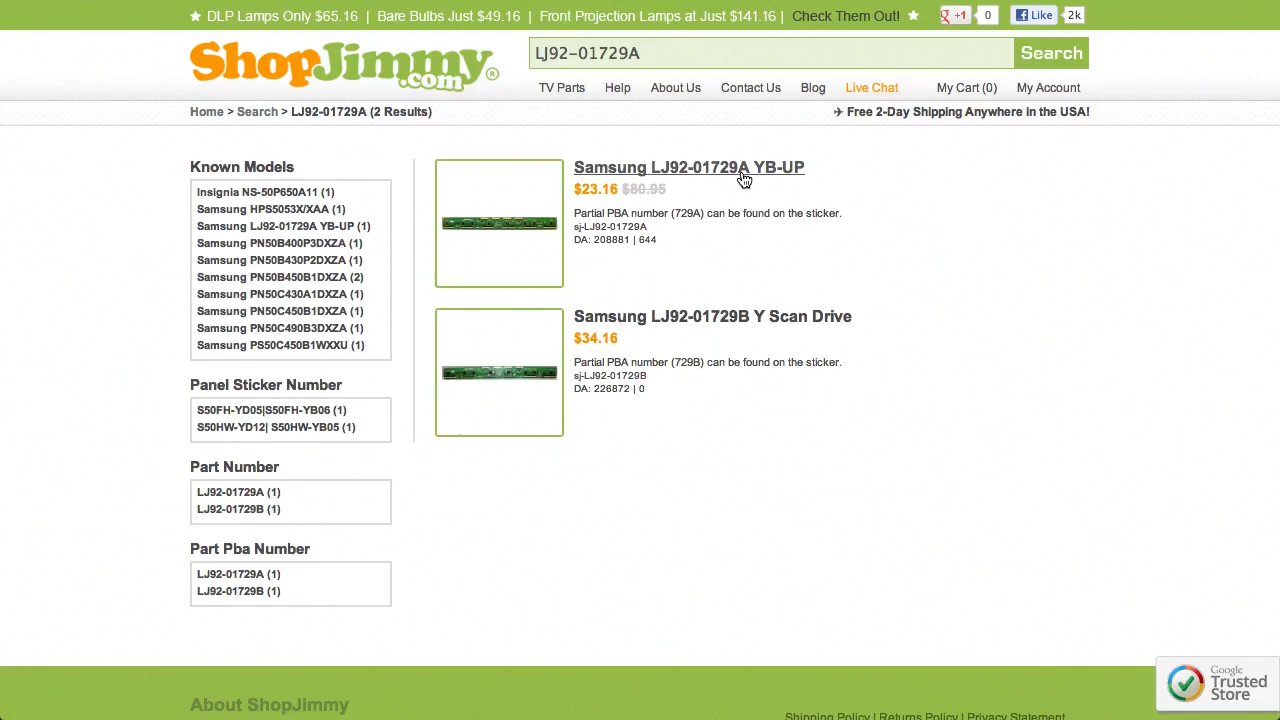 ★ DLP Lamps Only $65.16 | Bare Bulbs Just $49.16 | Front Projection Lamps at Just $141.16 | Check Them Out! ★ g +1 0 f Like 2k
ShopJimmy.com®
LJ92-01729A Search
TV Parts Help About Us Contact Us Blog Live Chat My Cart (0) My Account
Home > Search > LJ92-01729A (2 Results) ✈ Free 2-Day Shipping Anywhere in the USA!
Known Models
Insignia NS-50P650A11 (1)
Samsung HPS5053X/XAA (1)
Samsung LJ92-01729A YB-UP (1)
Samsung PN50B400P3DXZA (1)
Samsung PN50B430P2DXZA (1)
Samsung PN50B450B1DXZA (2)
Samsung PN50C430A1DXZA (1)
Samsung PN50C450B1DXZA (1)
Samsung PN50C490B3DXZA (1)
Samsung PS50C450B1WXXU (1)
Panel Sticker Number
S50FH-YD05|S50FH-YB06 (1)
S50HW-YD12| S50HW-YB05 (1)
Part Number
LJ92-01729A (1)
LJ92-01729B (1)
Part Pba Number
LJ92-01729A (1)
LJ92-01729B (1)
Samsung LJ92-01729A YB-UP
$23.16 $80.95
Partial PBA number (729A) can be found on the sticker.
sj-LJ92-01729A
DA: 208881 | 644
Samsung LJ92-01729B Y Scan Drive
$34.16
Partial PBA number (729B) can be found on the sticker.
sj-LJ92-01729B
DA: 226872 | 0
Google
Trusted
Store
About ShopJimmy
Shipping Policy | Returns Policy | Privacy Statement